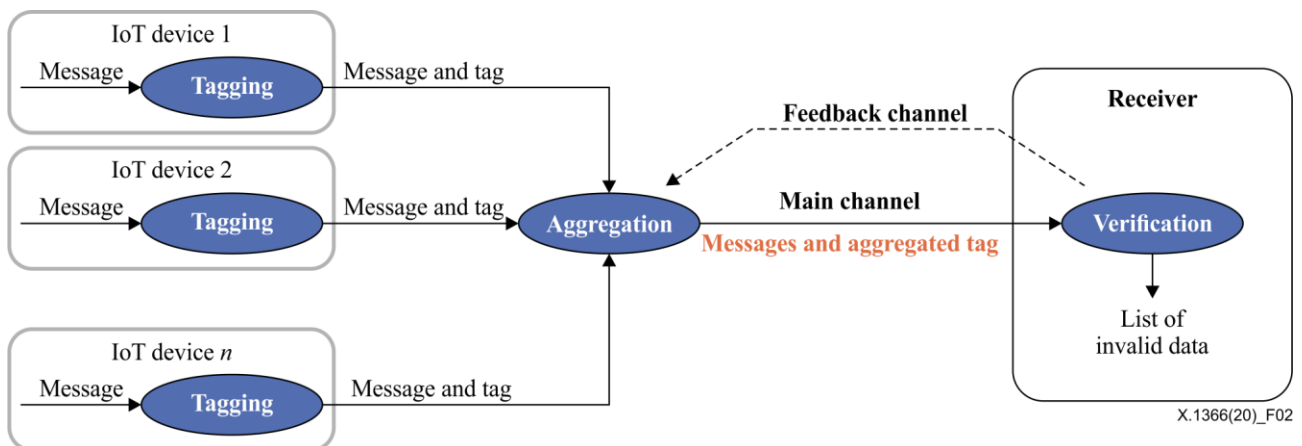 IoT device 1
Message
Tagging
Message and tag
IoT device 2
Message
Tagging
Message and tag
IoT device n
Message
Tagging
Message and tag
Aggregation
Feedback channel
Main channel
Messages and aggregated tag
Receiver
Verification
List of
invalid data
X.1366(20)_F02